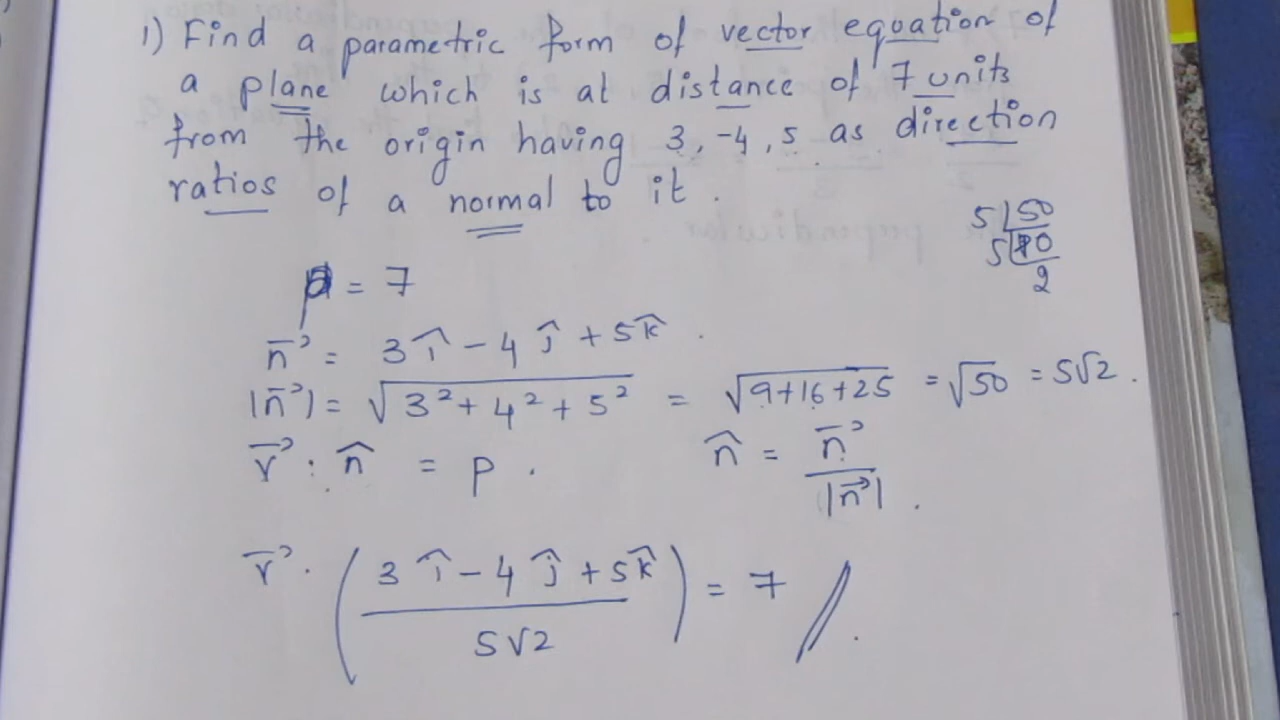 1) Find a parametric form of vector equation of
a plane which is at distance of 7 units
from the origin having 3, -4, 5 as direction
ratios of a normal to it.
5 | 50
5 | 10
2
p = 7
n⃗ = 3î - 4ĵ + 5k̂.
|n⃗| = √(3² + 4² + 5²) = √(9+16+25) = √50 = 5√2.
r⃗ · n̂ = p. n̂ = n⃗ / |n⃗|.
r⃗ · ( (3î - 4ĵ + 5k̂) / 5√2 ) = 7 //.